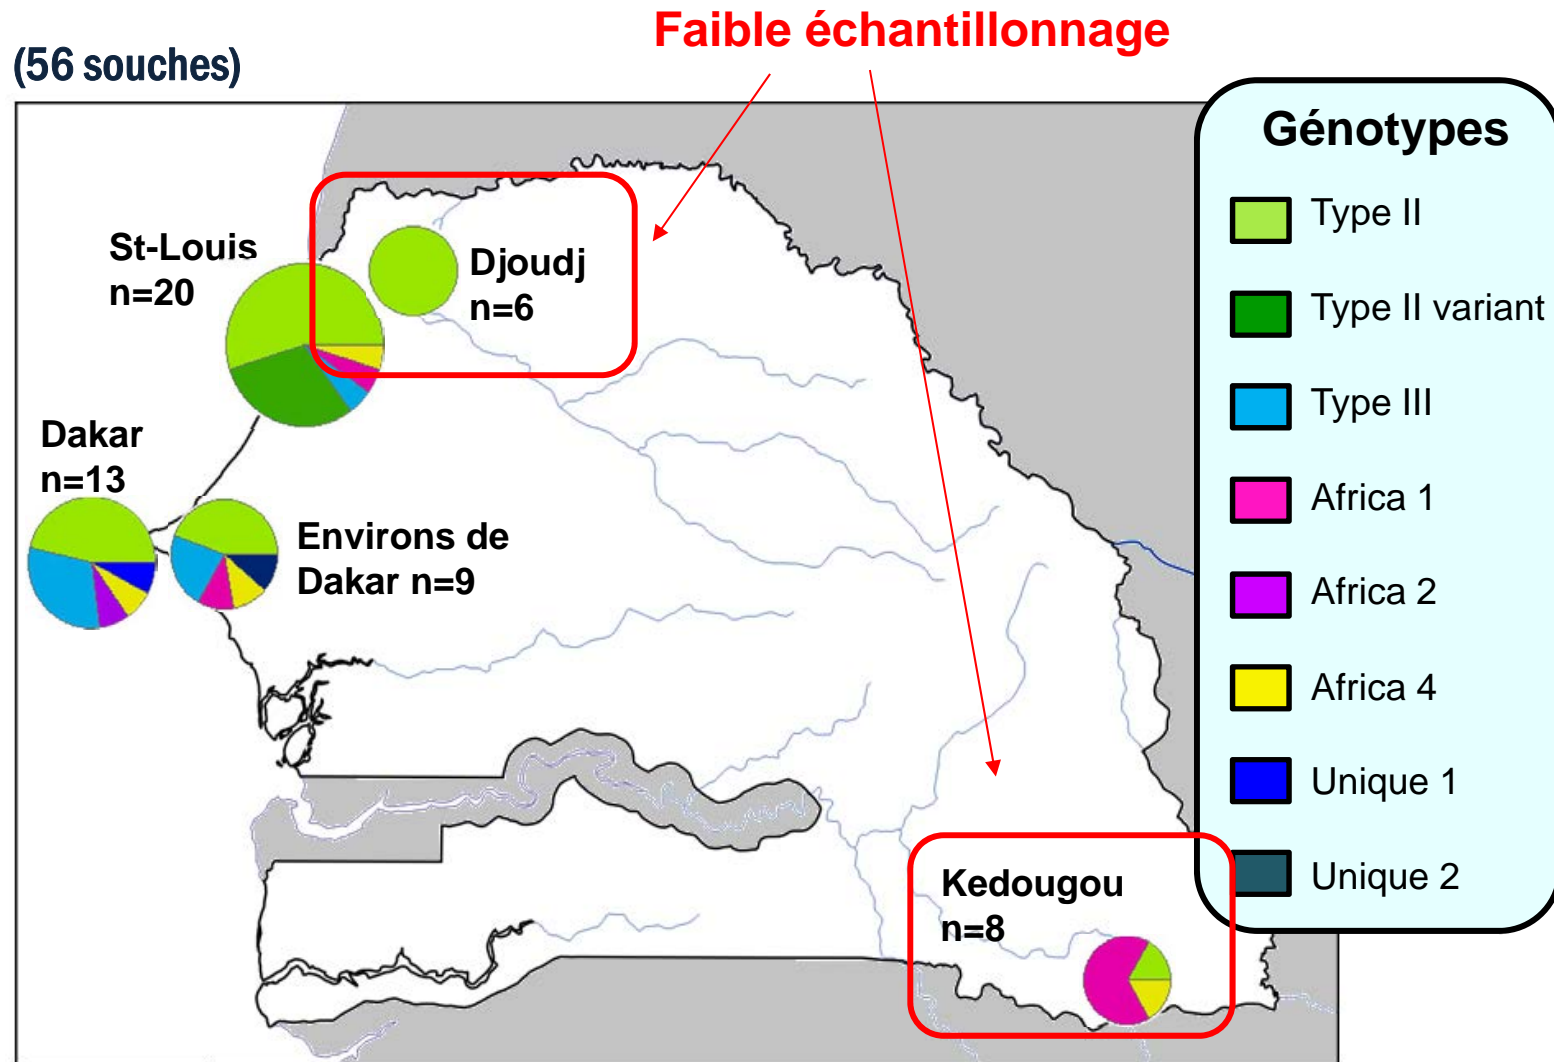 Faible échantillonnage
(56 souches)
Génotypes
Type II
Type II variant
Type III
Africa 1
Africa 2
Africa 4
Unique 1
Unique 2
St-Louis
n=20
Djoudj
n=6
Dakar
n=13
Environs de
Dakar n=9
Kedougou
n=8